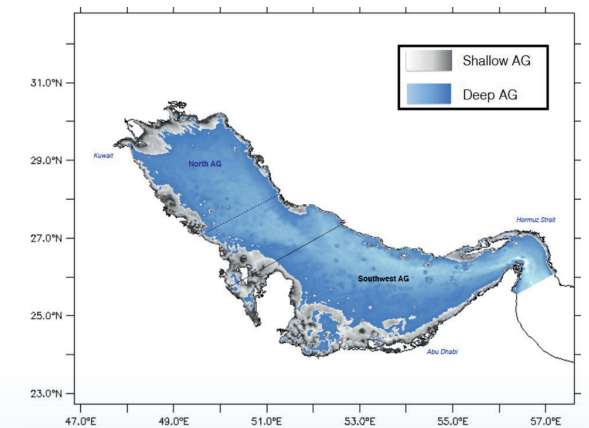 Shallow AG
Deep AG
31.0°N
29.0°N
27.0°N
25.0°N
23.0°N
Kuwait
North AG
Hormuz Strait
Southwest AG
Abu Dhabi
47.0°E
49.0°E
51.0°E
53.0°E
55.0°E
57.0°E